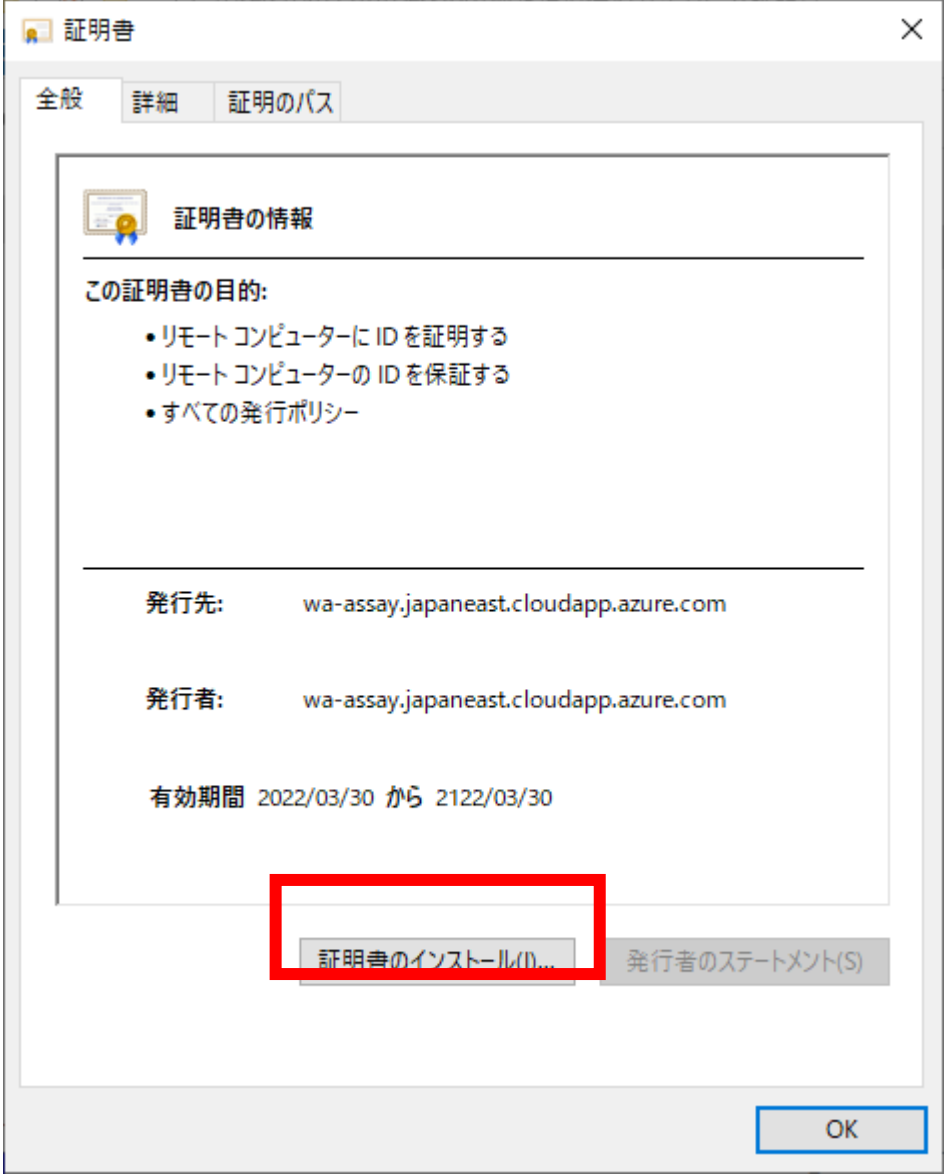 証明書
全般 詳細 証明のパス
証明書の情報
この証明書の目的:
• リモート コンピューターに ID を証明する
• リモート コンピューターの ID を保証する
• すべての発行ポリシー
発行先: wa-assay.japaneast.cloudapp.azure.com
発行者: wa-assay.japaneast.cloudapp.azure.com
有効期間 2022/03/30 から 2122/03/30
証明書のインストール(I)... 発行者のステートメント(S)
OK